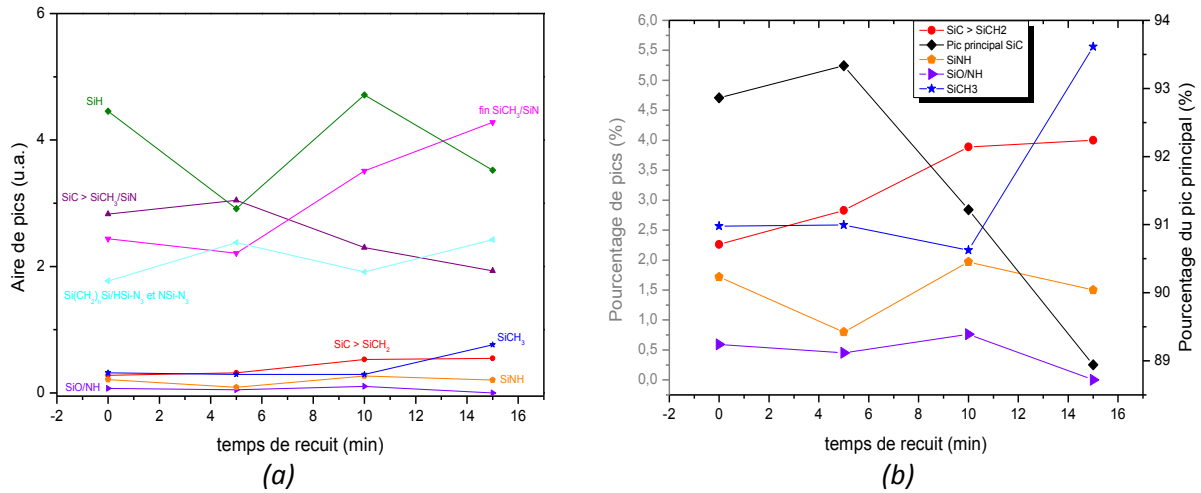 6
4
2
0
Aire de pics (u.a.)
SiH
fin SiCH3/SiN
SiC > SiCH3/SiN
Si(CH2)nSi/HSi-N3 et NSi-N3
SiC > SiCH2
SiCH3
SiO/NH
SiNH
-2 0 2 4 6 8 10 12 14 16
temps de recuit (min)
(a)
6,0
5,5
5,0
4,5
4,0
3,5
3,0
2,5
2,0
1,5
1,0
0,5
0,0
Pourcentage de pics (%)
SiC > SiCH2
Pic principal SiC
SiNH
SiO/NH
SiCH3
94
93
92
91
90
89
Pourcentage du pic principal (%)
-2 0 2 4 6 8 10 12 14 16
temps de recuit (min)
(b)